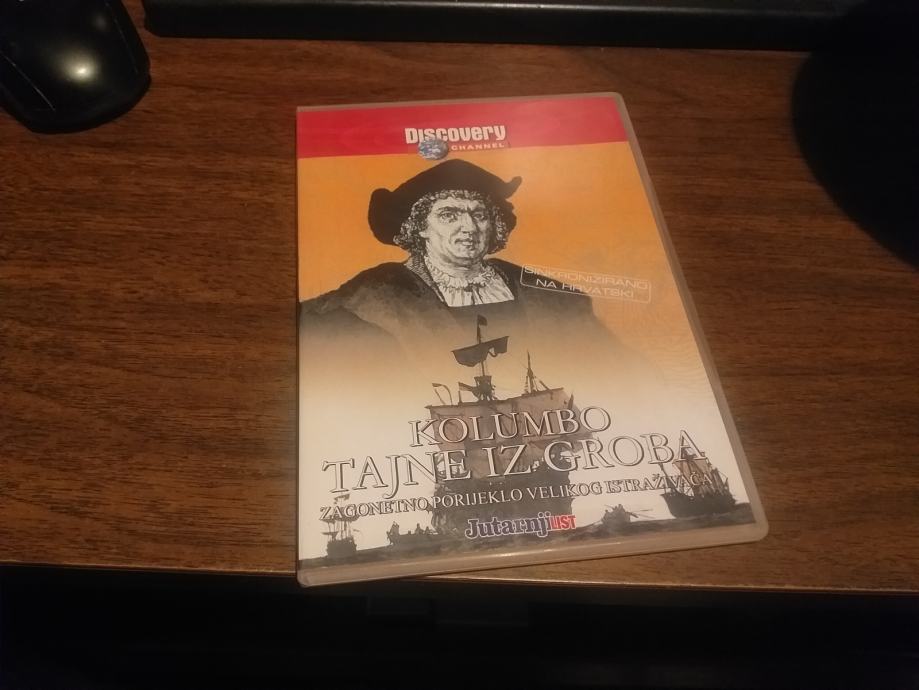 Discovery
CHANNEL
SINKRONIZIRANO
NA HRVATSKI
KOLUMBO
TAJNE IZ GROBA
ZAGONETNO PORIJEKLO VELIKOG ISTRAŽIVAČA
Jutarnji LIST